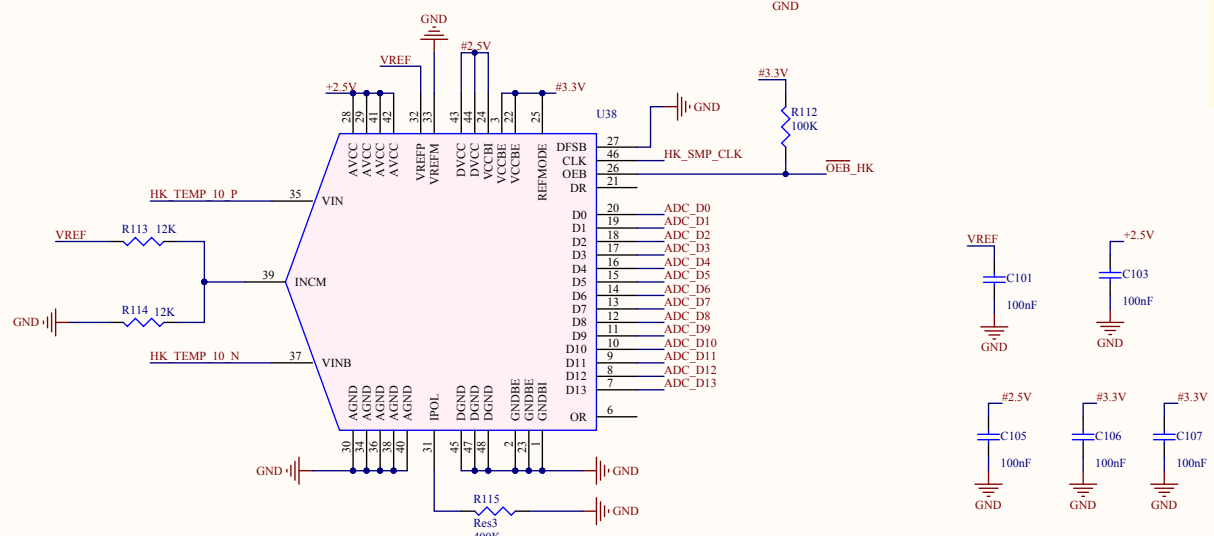 GND
GND
VREF
#2.5V
+2.5V
#3.3V
U38
28
29
41
42
32
33
43
44
24
3
22
25
AVCC
AVCC
AVCC
AVCC
VREFP
VREFM
DVCC
DVCC
VCCBI
VCCBE
VCCBE
REFMODE
DFSB 27 GND
CLK 46 HK_SMP_CLK
OEB 26 OEB_HK
DR 21
#3.3V
R112
100K
HK_TEMP_10_P 35 VIN
VREF R113 12K
39 INCM
GND R114 12K
HK_TEMP_10_N 37 VINB
D0 20 ADC_D0
D1 19 ADC_D1
D2 18 ADC_D2
D3 17 ADC_D3
D4 16 ADC_D4
D5 15 ADC_D5
D6 14 ADC_D6
D7 13 ADC_D7
D8 12 ADC_D8
D9 11 ADC_D9
D10 10 ADC_D10
D11 9 ADC_D11
D12 8 ADC_D12
D13 7 ADC_D13
OR 6
AGND
AGND
AGND
AGND
AGND
IPOL
DGND
DGND
DGND
GNDBE
GNDBE
GNDBI
30
34
36
38
40
31
45
47
48
2
23
1
GND
GND
R115
Res3
GND
VREF
C101
100nF
GND
+2.5V
C103
100nF
GND
#2.5V
C105
100nF
GND
#3.3V
C106
100nF
GND
#3.3V
C107
100nF
GND